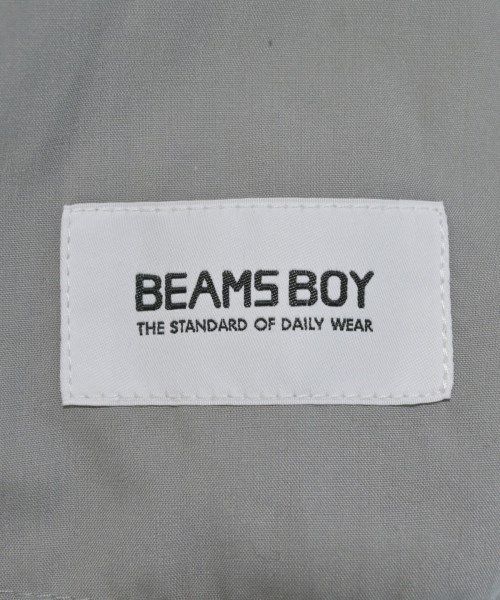 BEAMS BOY
THE STANDARD OF DAILY WEAR